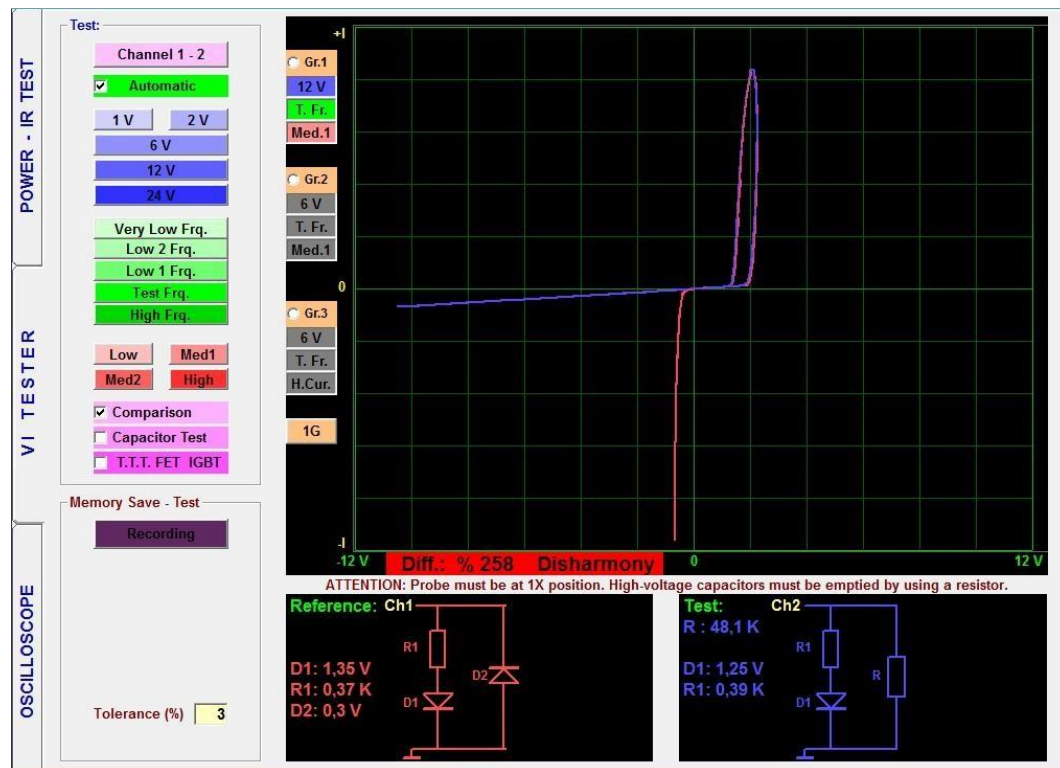 POWER - IR TEST
VI TESTER
OSCILLOSCOPE
Test:
Channel 1 - 2
Automatic
1 V
2 V
6 V
12 V
24 V
Very Low Frq.
Low 2 Frq.
Low 1 Frq.
Test Frq.
High Frq.
Low
Med1
Med2
High
Comparison
Capacitor Test
T.T.T. FET IGBT
Memory Save - Test
Recording
Tolerance (%)
3
Gr.1
12 V
T. Fr.
Med.1
Gr.2
6 V
T. Fr.
Med.1
Gr.3
6 V
T. Fr.
H.Cur.
1G
+I
0
-I
-12 V
Diff.: % 258 Disharmony
0
12 V
ATTENTION: Probe must be at 1X position. High-voltage capacitors must be emptied by using a resistor.
Reference: Ch1
R1
D1: 1,35 V
R1: 0,37 K
D2: 0,3 V
D1
D2
Test: Ch2
R : 48,1 K
R1
D1: 1,25 V
R1: 0,39 K
D1
R